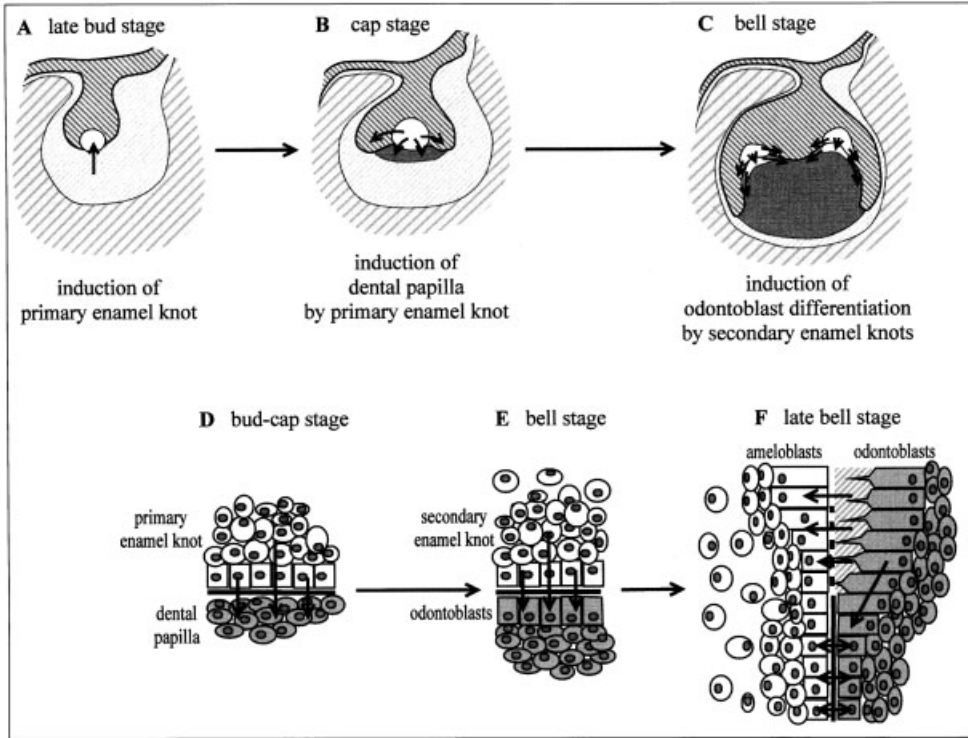 A late bud stage
B cap stage
C bell stage
induction of
primary enamel knot
induction of
dental papilla
by primary enamel knot
induction of
odontoblast differentiation
by secondary enamel knots
D bud-cap stage
primary
enamel knot
dental
papilla
E bell stage
secondary
enamel knot
odontoblasts
F late bell stage
ameloblasts odontoblasts